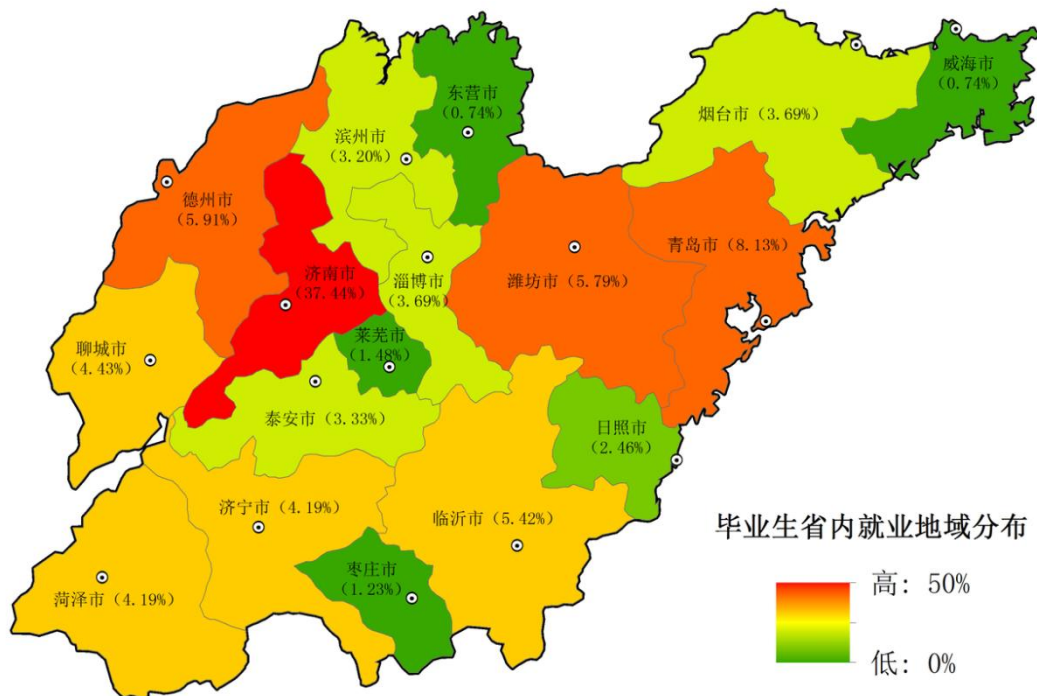 东营市
(0.74%)
威海市
(0.74%)
烟台市（3.69%）
滨州市
(3.20%)
德州市
(5.91%)
青岛市（8.13%）
济南市
(37.44%)
淄博市
(3.69%)
潍坊市（5.79%）
莱芜市
(1.48%)
聊城市
(4.43%)
泰安市（3.33%）
日照市
(2.46%)
济宁市（4.19%）
临沂市（5.42%）
毕业生省内就业地域分布
枣庄市
(1.23%)
菏泽市（4.19%）
高: 50%
低: 0%